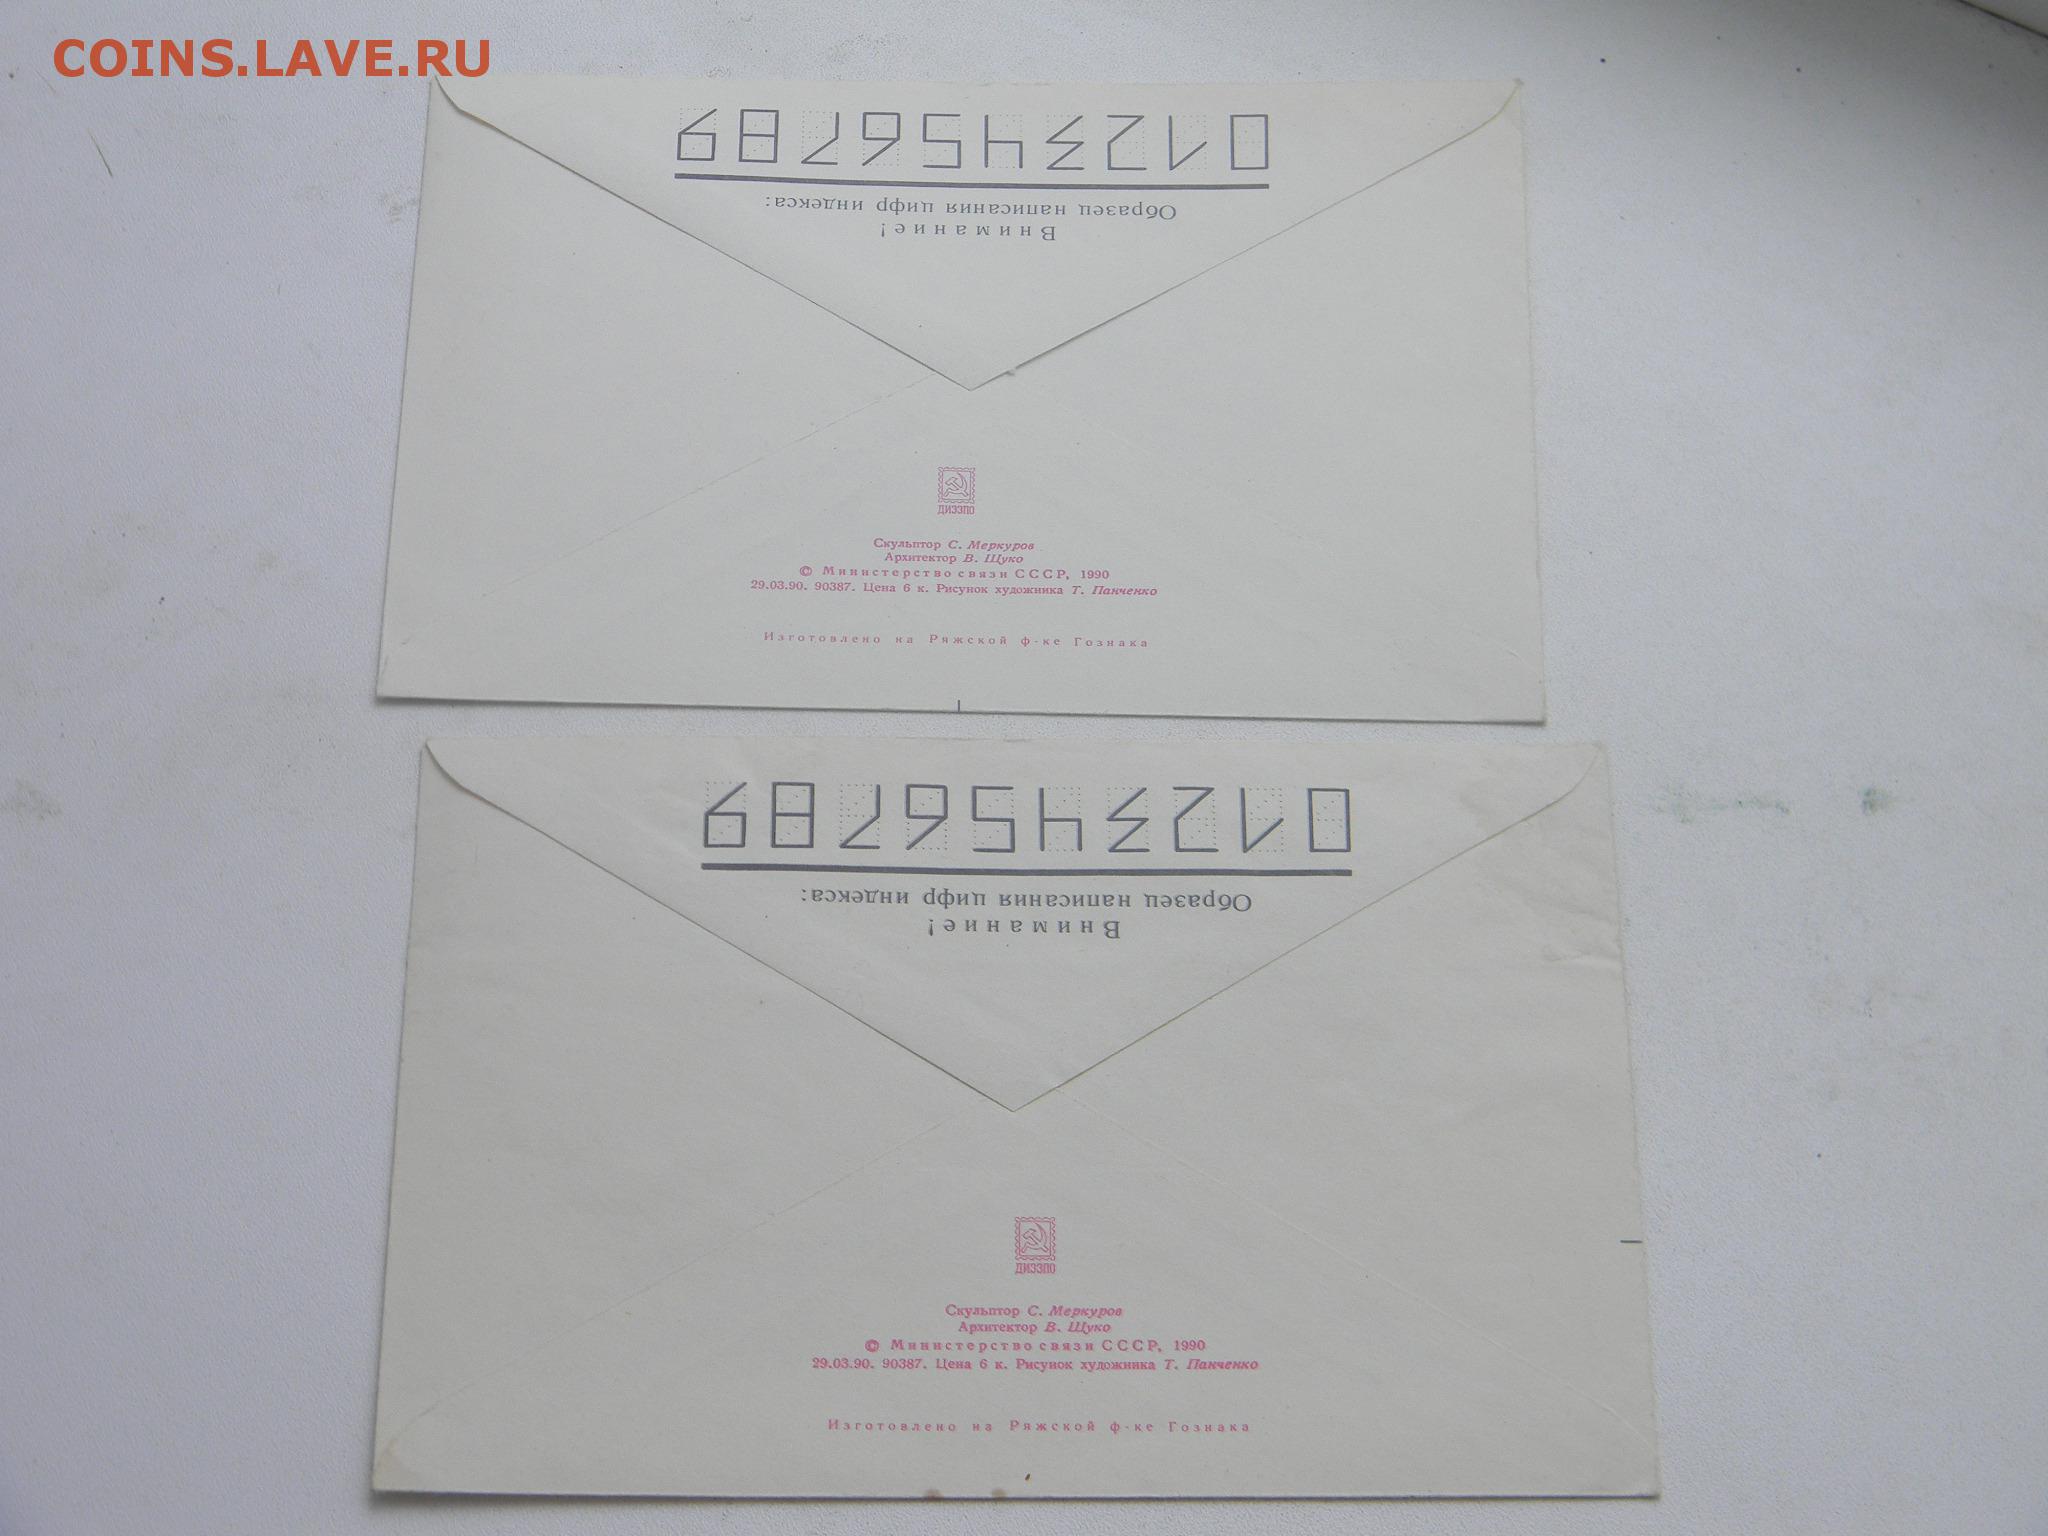 COINS.LAVE.RU
Внимание!
Образец написания цифр индекса:
0123456789
ДИЭЗПО
Скульптор С. Меркуров
Архитектор В. Щуко
© Министерство связи СССР, 1990
29.03.90. 90387. Цена 6 к. Рисунок художника Т. Панченко
Изготовлено на Ряжской ф-ке Гознака
Внимание!
Образец написания цифр индекса:
0123456789
ДИЭЗПО
Скульптор С. Меркуров
Архитектор В. Щуко
© Министерство связи СССР, 1990
29.03.90. 90387. Цена 6 к. Рисунок художника Т. Панченко
Изготовлено на Ряжской ф-ке Гознака